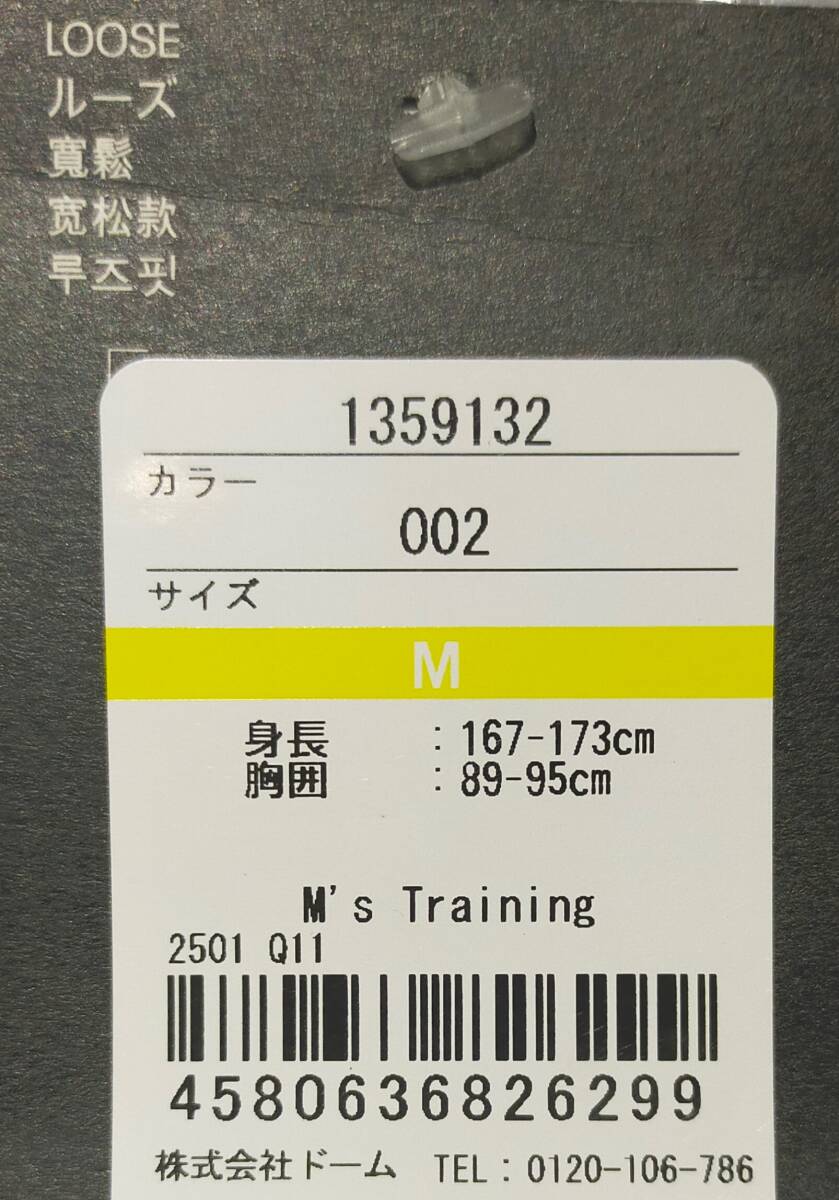 LOOSE
ルーズ
寬鬆
宽松款
루즈핏
1359132
カラー
002
サイズ
M
身長 : 167-173cm
胸囲 : 89-95cm
M's Training
2501 Q11
4580636826299
株式会社ドーム TEL : 0120-106-786